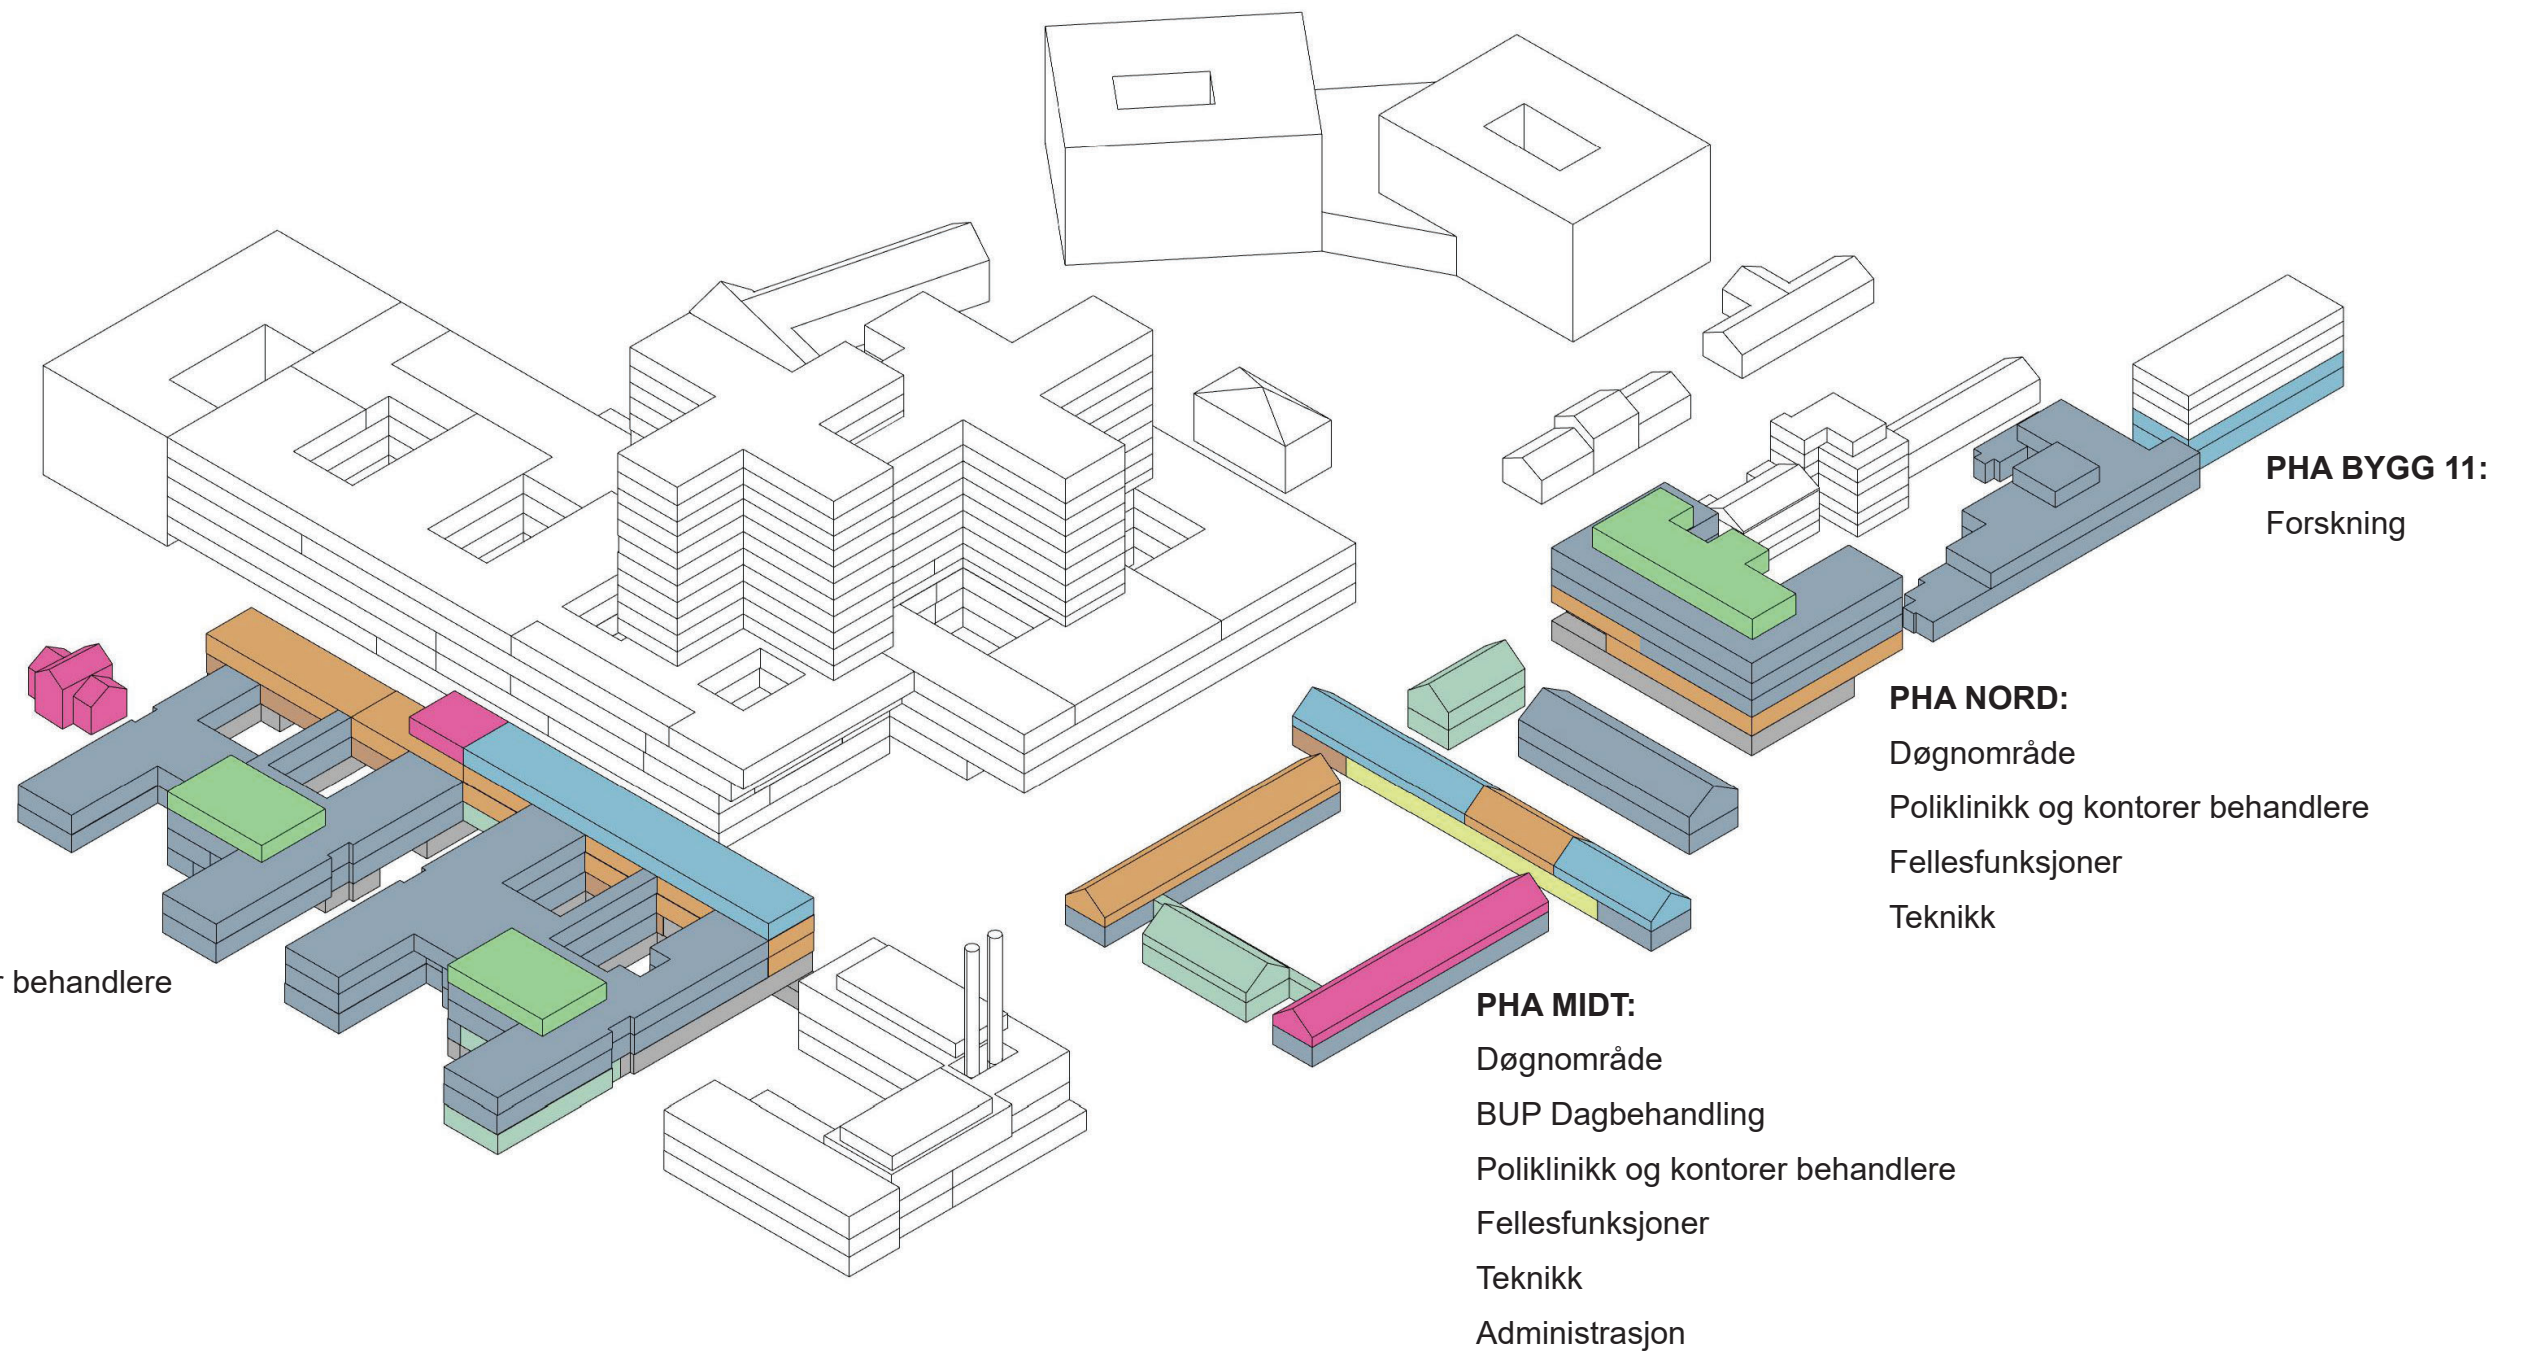 PHA BYGG 11:
Forskning
PHA NORD:
Døgnområde
Poliklinikk og kontorer behandlere
Fellesfunksjoner
Teknikk
behandlere
PHA MIDT:
Døgnområde
BUP Dagbehandling
Poliklinikk og kontorer behandlere
Fellesfunksjoner
Teknikk
Administrasjon